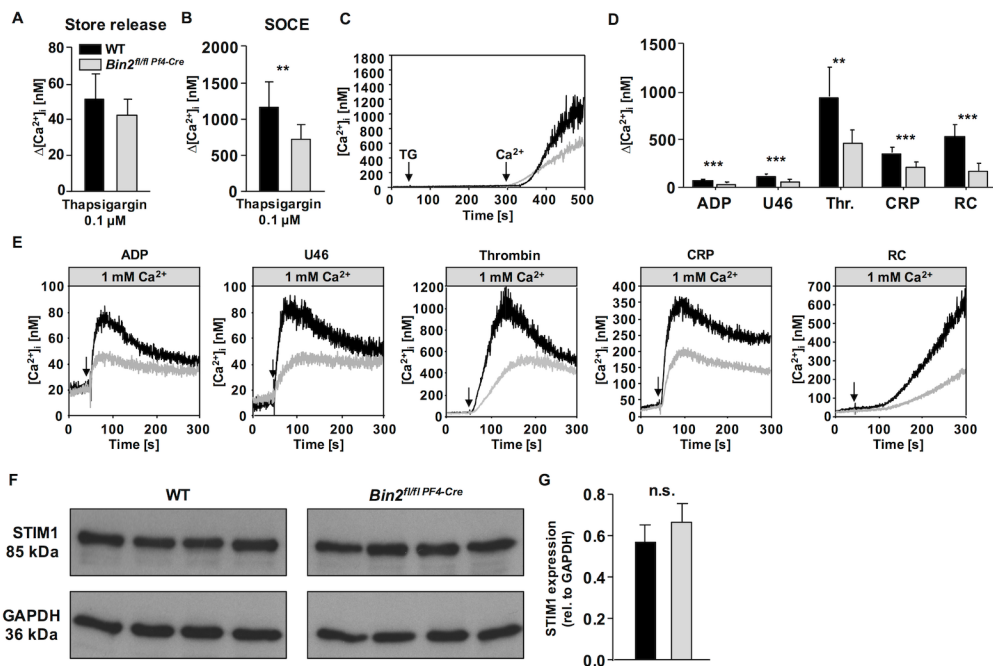 A
Store release
WT
Bin2fl/fl Pf4-Cre
Δ[Ca²⁺]i [nM]
80
60
40
20
0
Thapsigargin
0.1 µM
B
SOCE
Δ[Ca²⁺]i [nM]
2000
1500
1000
500
0
**
Thapsigargin
0.1 µM
C
[Ca²⁺]i [nM]
1400
1200
1000
800
600
400
200
0
TG
Ca²⁺
0 100 200 300 400 500
Time [s]
D
Δ[Ca²⁺]i [nM]
1500
1000
500
0
*** *** ** *** ***
ADP U46 Thr. CRP RC
E
ADP
1 mM Ca²⁺
[Ca²⁺]i [nM]
100
80
60
40
20
0
0 100 200 300
Time [s]
U46
1 mM Ca²⁺
[Ca²⁺]i [nM]
100
80
60
40
20
0
0 100 200 300
Time [s]
Thrombin
1 mM Ca²⁺
[Ca²⁺]i [nM]
1200
1000
800
600
400
200
0
0 100 200 300
Time [s]
CRP
1 mM Ca²⁺
[Ca²⁺]i [nM]
400
350
300
250
200
150
100
50
0
0 100 200 300
Time [s]
RC
1 mM Ca²⁺
[Ca²⁺]i [nM]
700
600
500
400
300
200
100
0
0 100 200 300
Time [s]
F
WT
Bin2fl/fl PF4-Cre
STIM1
85 kDa
GAPDH
36 kDa
G
STIM1 expression
(rel. to GAPDH)
0.8
0.6
0.4
0.2
0.0
n.s.